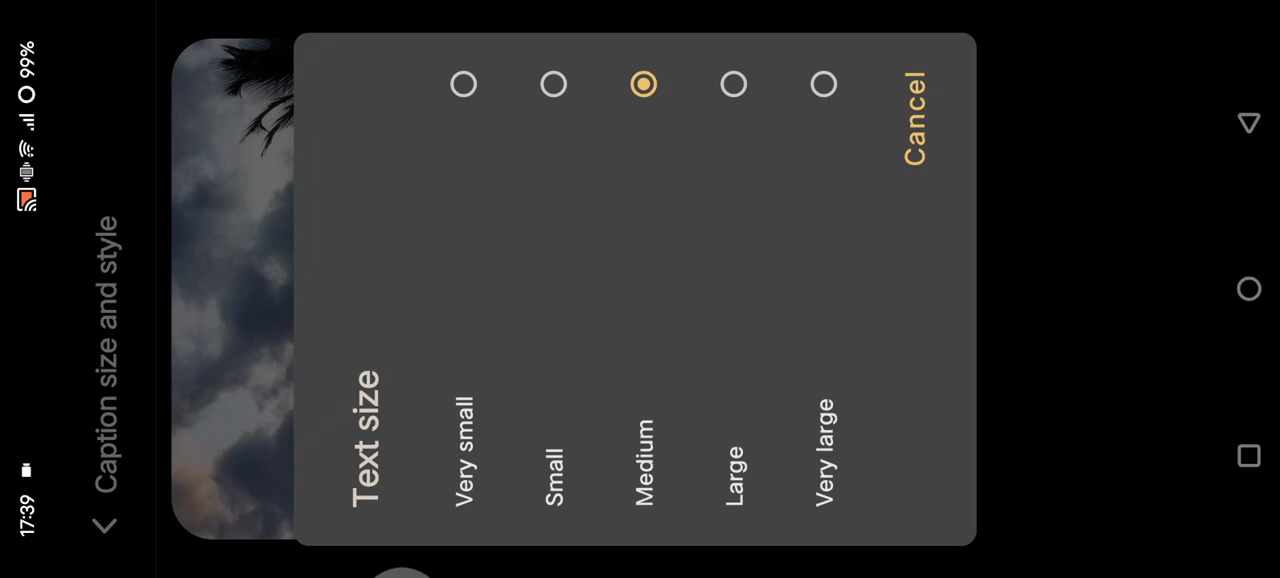 17:39
99%
Caption size and style
Text size
Very small
Small
Medium
Large
Very large
Cancel